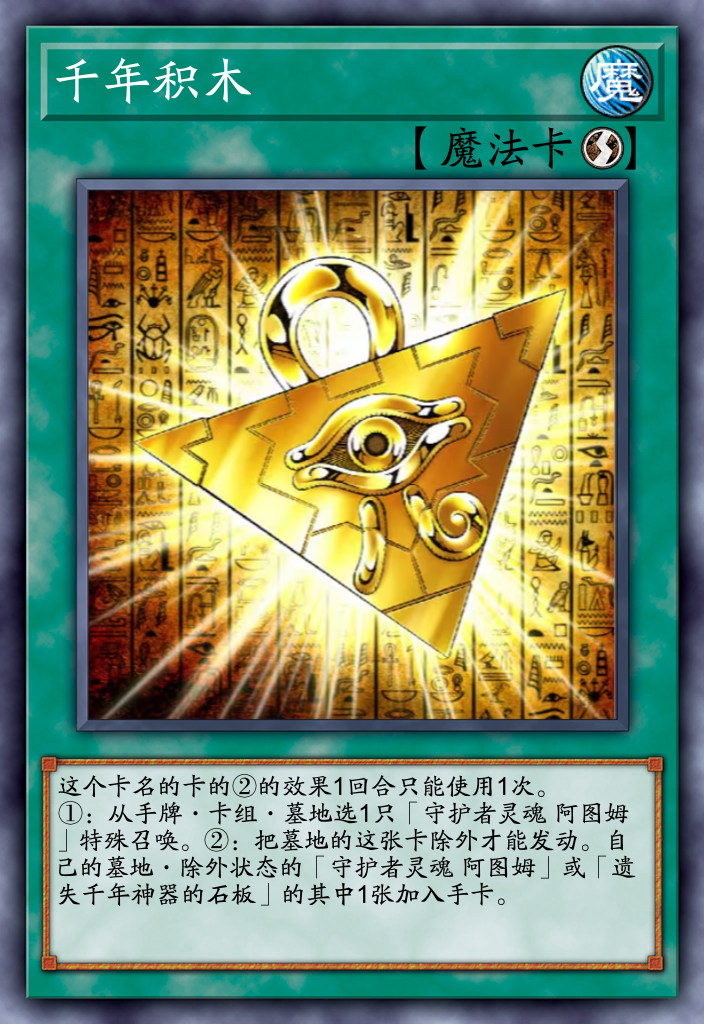 千年积木
魔
【魔法卡】
这个卡名的卡的②的效果1回合只能使用1次。
①：从手牌·卡组·墓地选1只「守护者灵魂 阿图姆
」特殊召唤。②：把墓地的这张卡除外才能发动。自
己的墓地·除外状态的「守护者灵魂 阿图姆」或「遗
失千年神器的石板」的其中1张加入手卡。